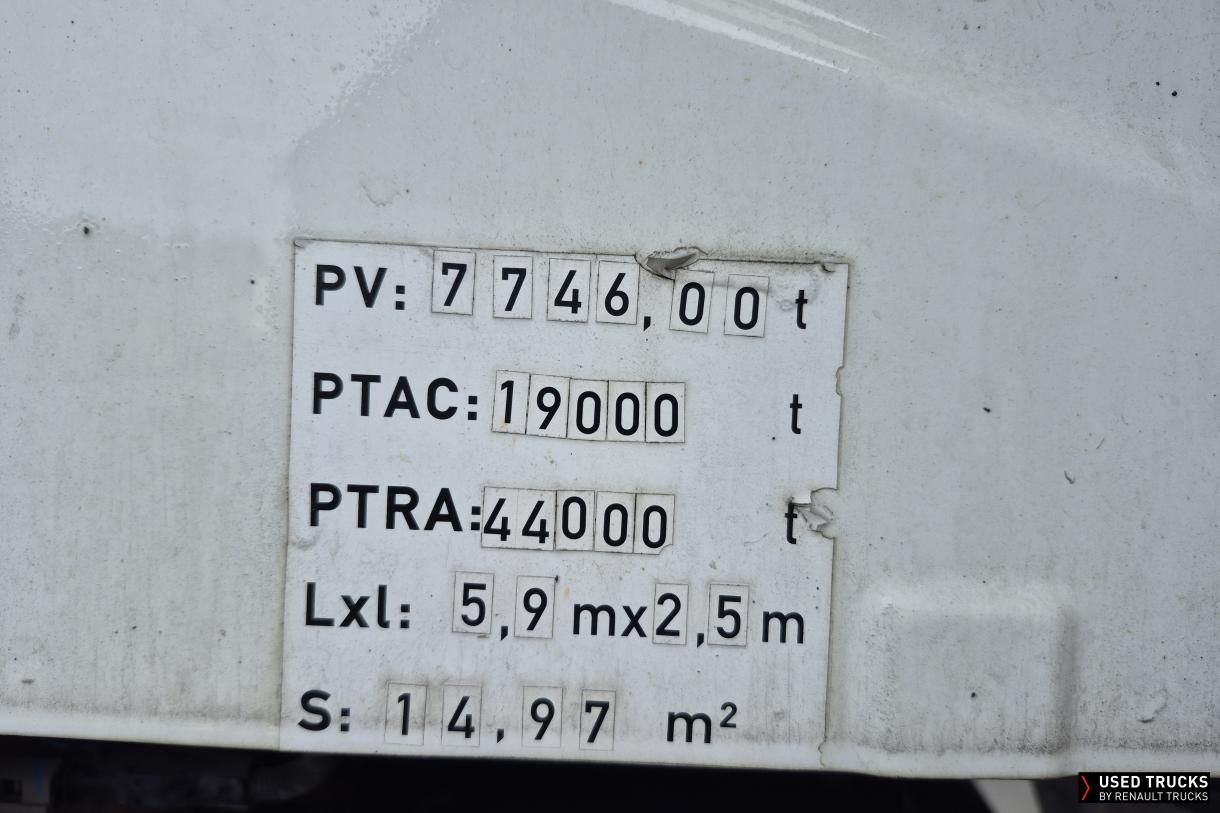 PV: 7746,00 t
PTAC: 19000 t
PTRA: 44000 t
Lxl: 5,9 mx2,5m
S: 14,97 m²
USED TRUCKS
BY RENAULT TRUCKS